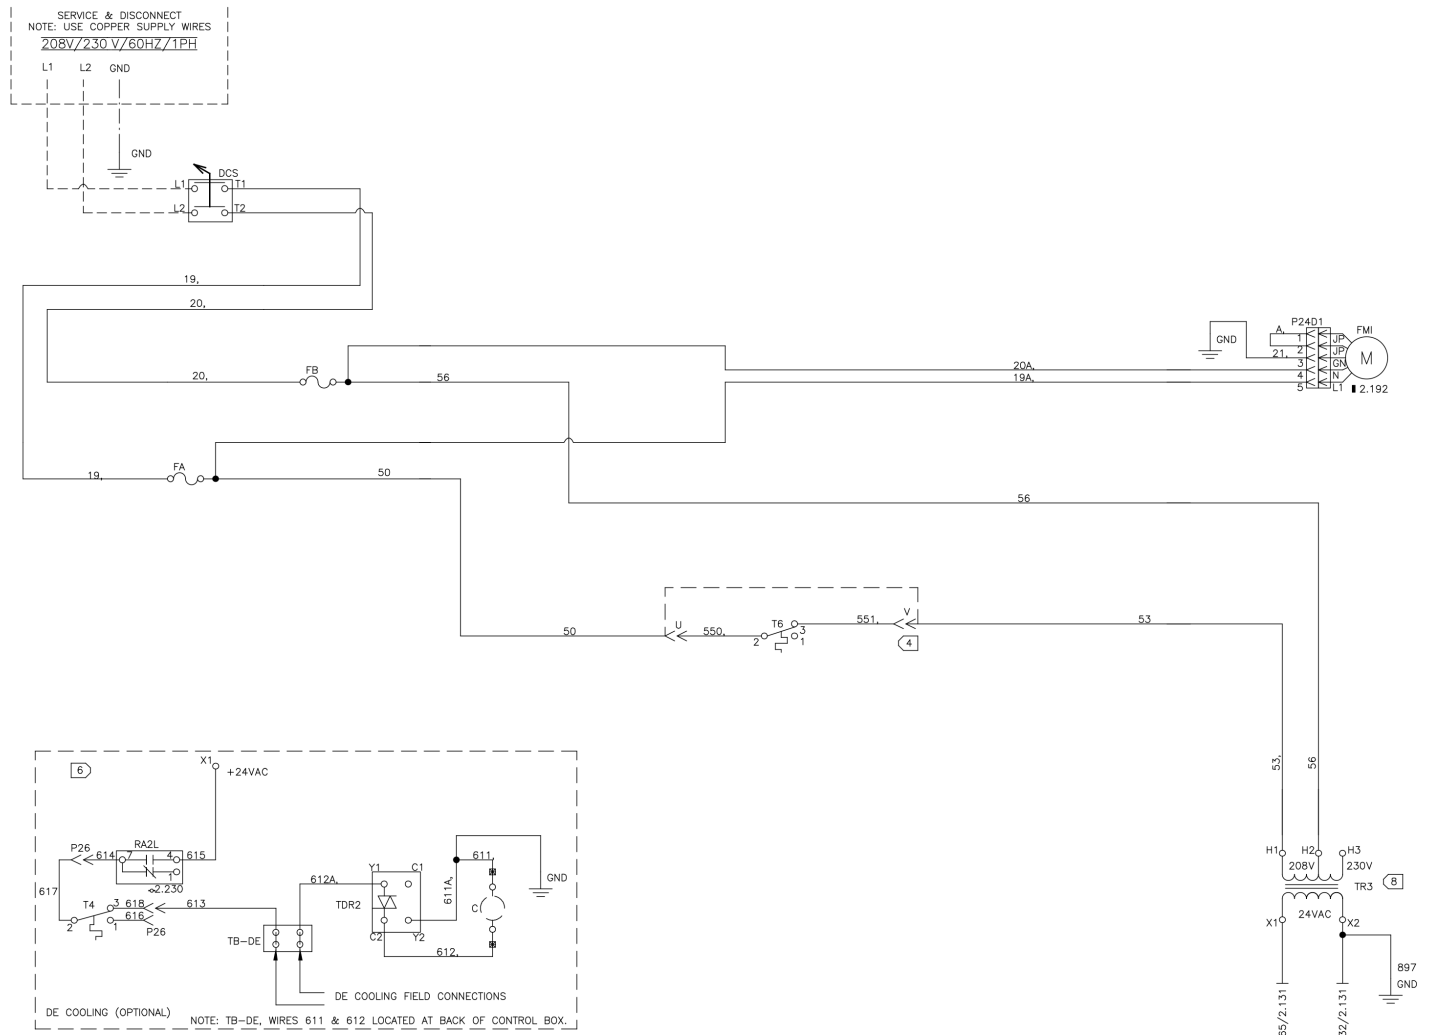 SERVICE & DISCONNECT
NOTE: USE COPPER SUPPLY WIRES
208V/230 V/60HZ/1PH
L1 L2 GND
GND
DCS
L1 T1
L2 T2
19,
20,
P24D1 FMI
A, 1 JP
GND
21, 2 JP
3 GN
M
20A, 4 N
19A, 5 L1
2.192
20, FB 56
FA
19, 50
56
50 U 550, 2 T6 3 1 551, V 53
4
53, 56
H1 H2 H3
208V 230V
TR3 8
24VAC
X1 X2
897
GND
65/2.131 32/2.131
6
X1
+24VAC
P26 614 7 RA2L 4 615
1
2.230
617
T4 3 618 613
2 1 616
P26
TB-DE
612A, Y1 C1
TDR2
C2 Y2
611A, 611,
GND
C
612,
DE COOLING FIELD CONNECTIONS
DE COOLING (OPTIONAL)
NOTE: TB-DE, WIRES 611 & 612 LOCATED AT BACK OF CONTROL BOX.